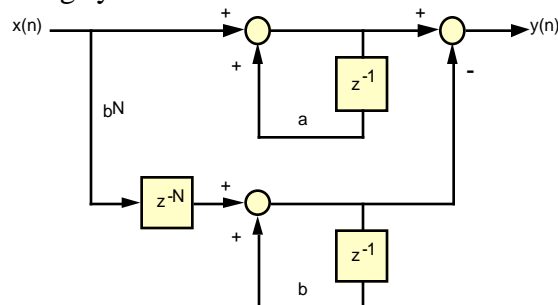 x(n) + + y(n)
+ -
z-1
a
bN
z-N +
+
z-1
b